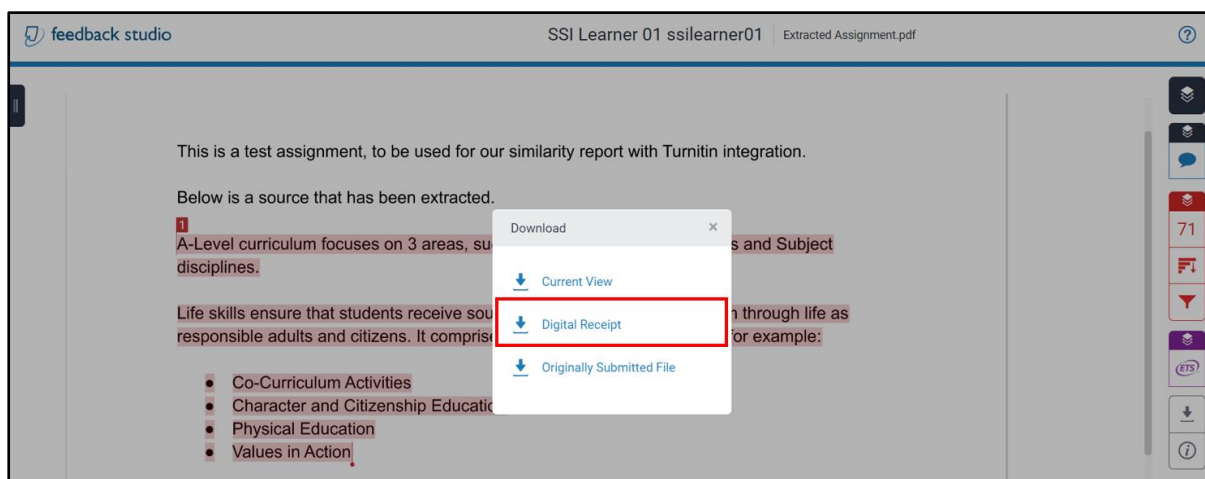 feedback studio
SSI Learner 01 ssilearner01 Extracted Assignment.pdf
?
This is a test assignment, to be used for our similarity report with Turnitin integration.
Below is a source that has been extracted.
1
A-Level curriculum focuses on 3 areas, su s and Subject
disciplines.
Life skills ensure that students receive sou n through life as
responsible adults and citizens. It comprise for example:
• Co-Curriculum Activities
• Character and Citizenship Educatio
• Physical Education
• Values in Action
Download ×
Current View
Digital Receipt
Originally Submitted File
71
ETS
i